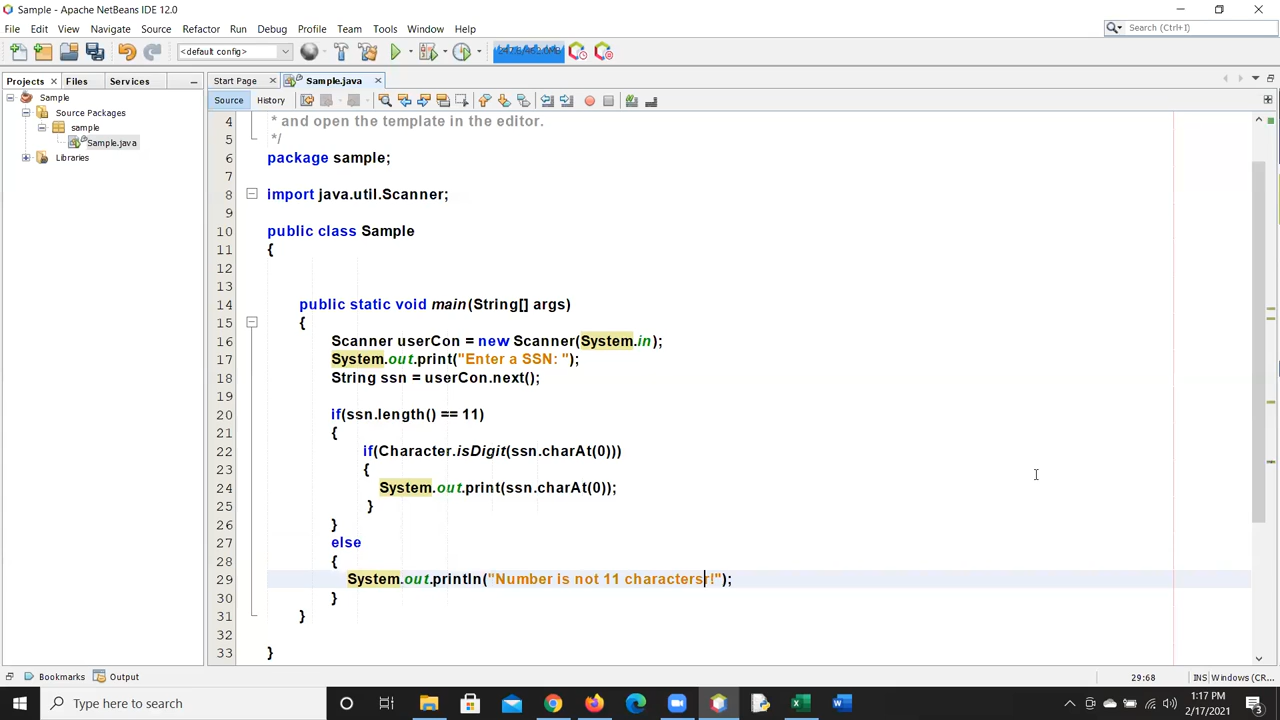 Sample - Apache NetBeans IDE 12.0
File Edit View Navigate Source Refactor Run Debug Profile Team Tools Window Help
Search (Ctrl+I)
<default config>
Projects Files Services
Start Page Sample.java
Source History
Sample
Source Packages
sample
Sample.java
Libraries
4 * and open the template in the editor.
5 */
6 package sample;
7
8 import java.util.Scanner;
9
10 public class Sample
11 {
12
13
14 public static void main(String[] args)
15 {
16 Scanner userCon = new Scanner(System.in);
17 System.out.print("Enter a SSN: ");
18 String ssn = userCon.next();
19
20 if(ssn.length() == 11)
21 {
22 if(Character.isDigit(ssn.charAt(0)))
23 {
24 System.out.print(ssn.charAt(0));
25 }
26 }
27 else
28 {
29 System.out.println("Number is not 11 charactersr!");
30 }
31 }
32
33 }
Bookmarks Output
29:68 INS Windows (CR...
Type here to search
1:17 PM
2/17/2021
3